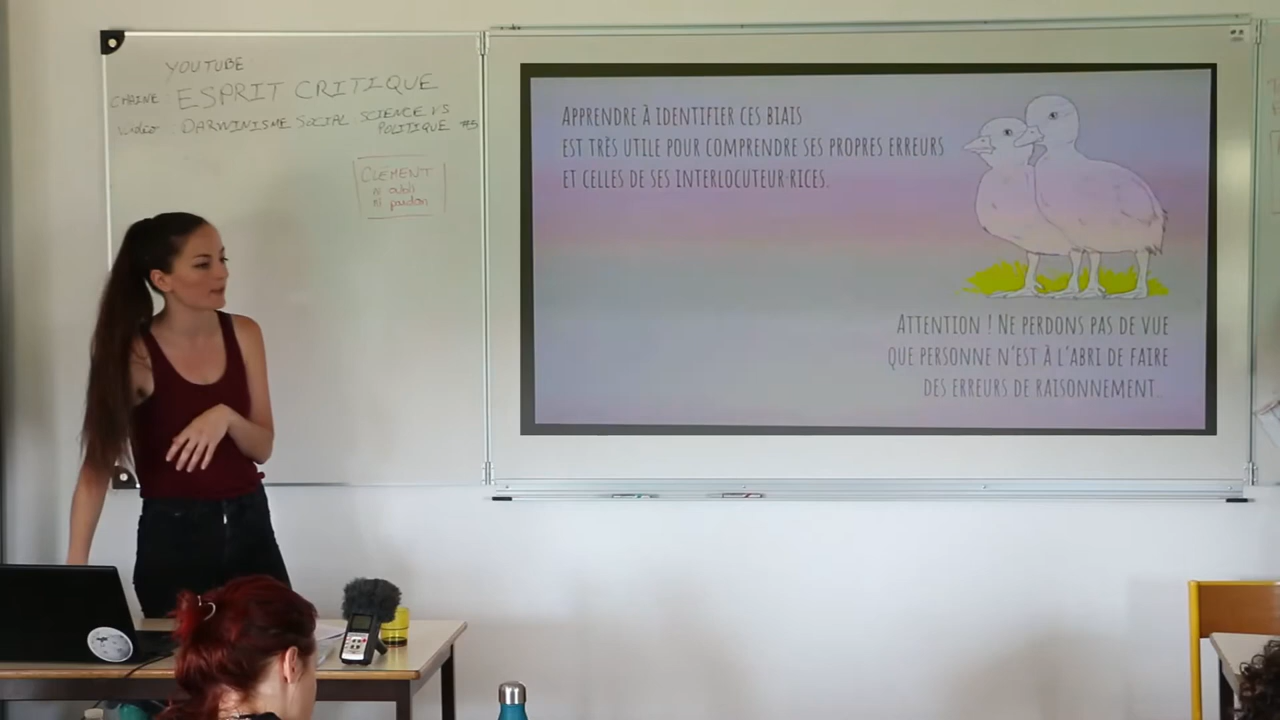 YOUTUBE
CHAINE : ESPRIT CRITIQUE
Vidéo : DARWINISME SOCIAL SCIENCE VS
POLITIQUE #5
CLEMENT
ni oubli
ni pardon
APPRENDRE À IDENTIFIER CES BIAIS
EST TRÈS UTILE POUR COMPRENDRE SES PROPRES ERREURS
ET CELLES DE SES INTERLOCUTEUR·RICES.
ATTENTION ! NE PERDONS PAS DE VUE
QUE PERSONNE N'EST À L'ABRI DE FAIRE
DES ERREURS DE RAISONNEMENT...